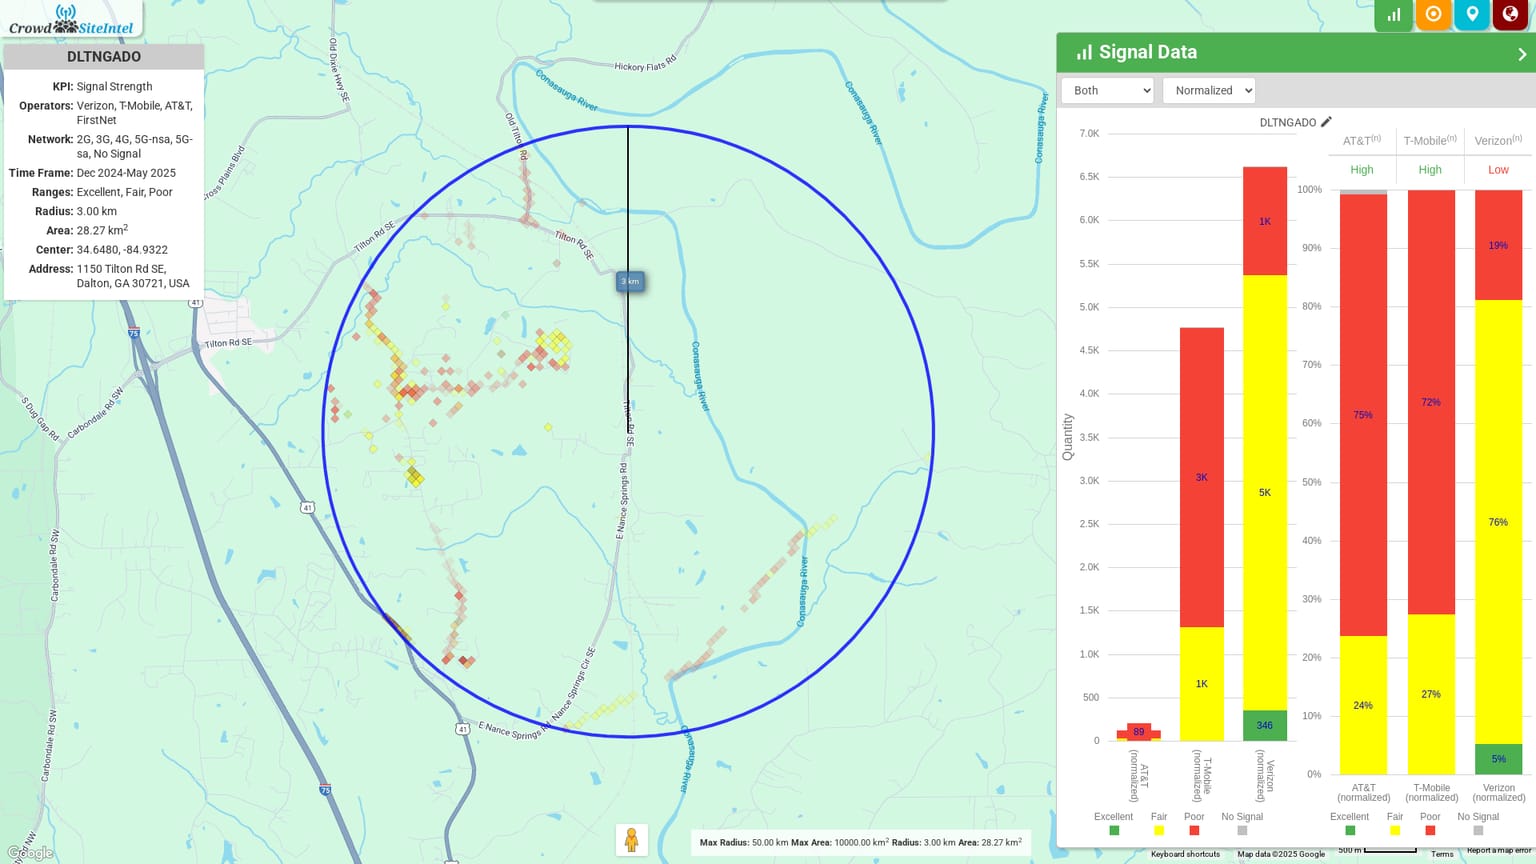 CrowdSiteIntel
DLTNGADO
KPI: Signal Strength
Operators: Verizon, T-Mobile, AT&T,
FirstNet
Network: 2G, 3G, 4G, 5G-nsa, 5G-
sa, No Signal
Time Frame: Dec 2024-May 2025
Ranges: Excellent, Fair, Poor
Radius: 3.00 km
Area: 28.27 km²
Center: 34.6480, -84.9322
Address: 1150 Tilton Rd SE,
Dalton, GA 30721, USA
Old Dixie Hwy SE
Hickory Flats Rd
Conasauga River
Conasauga River
Conasauga River
Old Tilton Rd
Cross Plains Blvd
Tilton Rd SE
Tilton Rd SE
3 km
41
75
Tilton Rd SE
Conasauga River
S Dug Gap Rd
Carbondale Rd SW
Tilton Rd SE
E Nance Springs Rd
41
Carbondale Rd SW
Conasauga River
Nance Springs Cir SE
E Nance Springs Rd
41
Carbondale Rd SW
Conasauga River
75
Google
Max Radius: 50.00 km Max Area: 10000.00 km² Radius: 3.00 km Area: 28.27 km²
Keyboard shortcuts
Map data ©2025 Google
500 m
Terms
Report a map error
Signal Data
Both
Normalized
DLTNGADO
Quantity
7.0K
6.5K
6.0K
5.5K
5.0K
4.5K
4.0K
3.5K
3.0K
2.5K
2.0K
1.5K
1.0K
500
0
89
3K
1K
1K
5K
346
AT&T
(normalized)
T-Mobile
(normalized)
Verizon
(normalized)
Excellent
Fair
Poor
No Signal
AT&T(n)
T-Mobile(n)
Verizon(n)
High
High
Low
100%
90%
80%
70%
60%
50%
40%
30%
20%
10%
0%
75%
24%
72%
27%
19%
76%
5%
AT&T
(normalized)
T-Mobile
(normalized)
Verizon
(normalized)
Excellent
Fair
Poor
No Signal